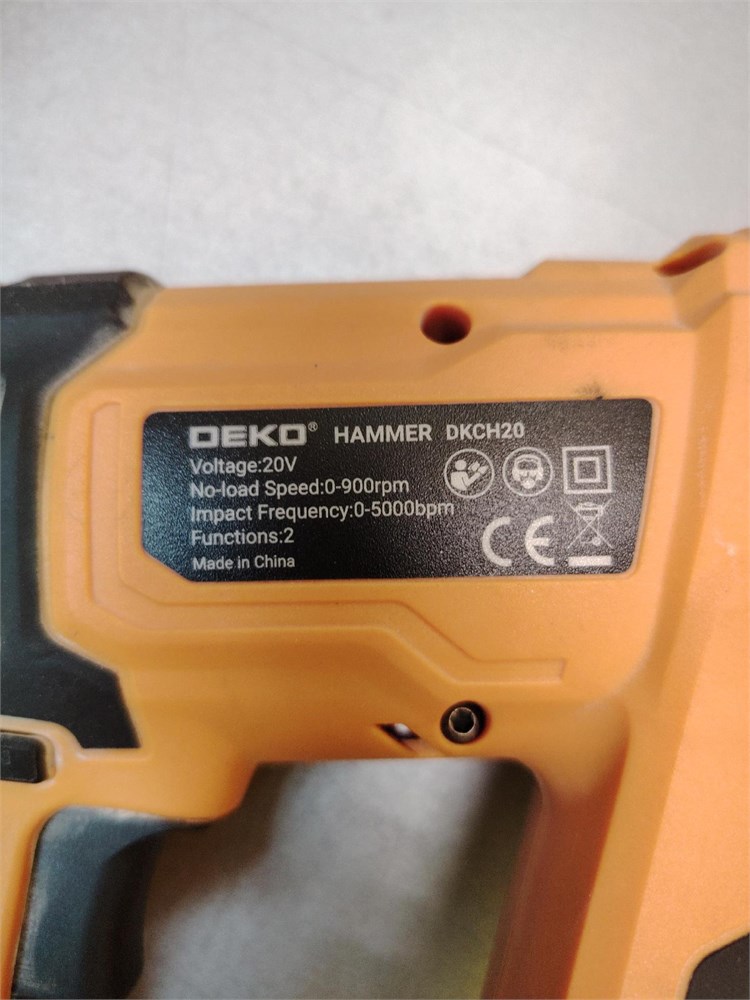 DEKO® HAMMER DKCH20
Voltage:20V
No-load Speed:0-900rpm
Impact Frequency:0-5000bpm
Functions:2
Made in China
CE